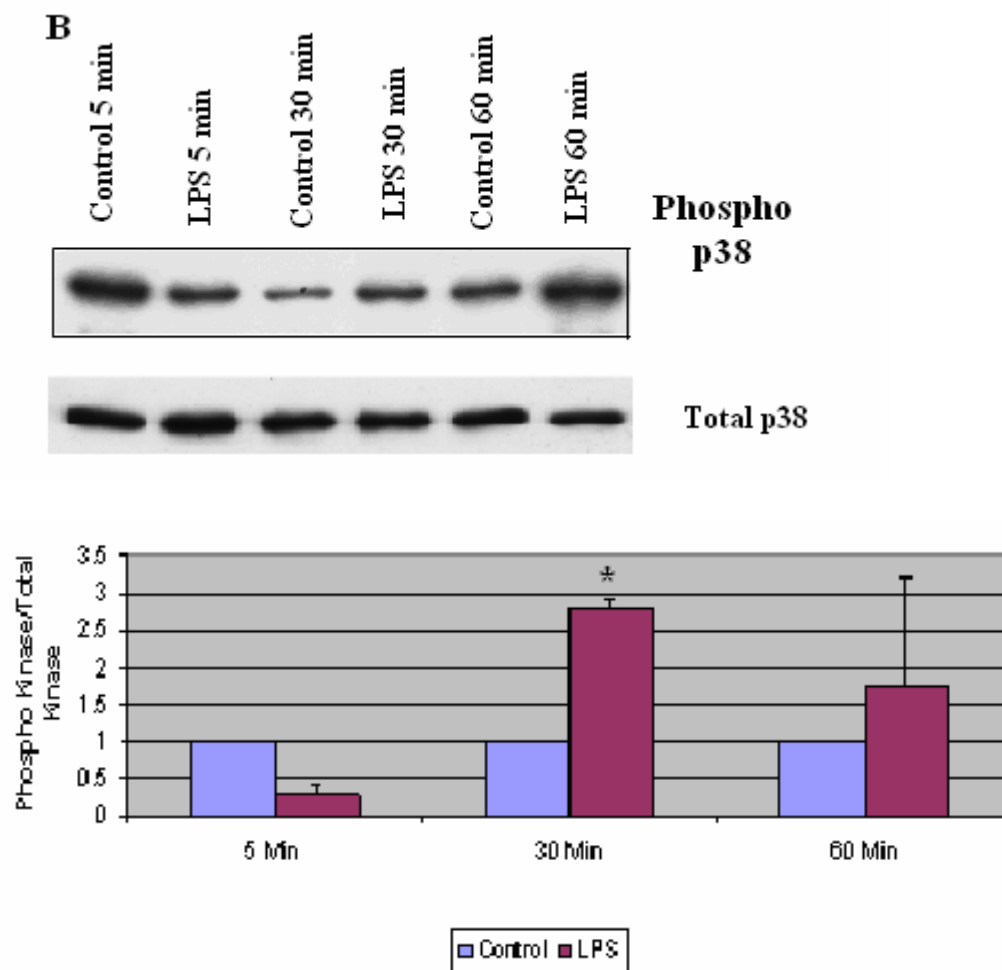 B
Control 5 min
LPS 5 min
Control 30 min
LPS 30 min
Control 60 min
LPS 60 min
Phospho
p38
Total p38
Phospho Kinase/Total
Kinase
3.5
3
2.5
2
1.5
1
0.5
0
*
5 Min
30 Min
60 Min
Control
LPS